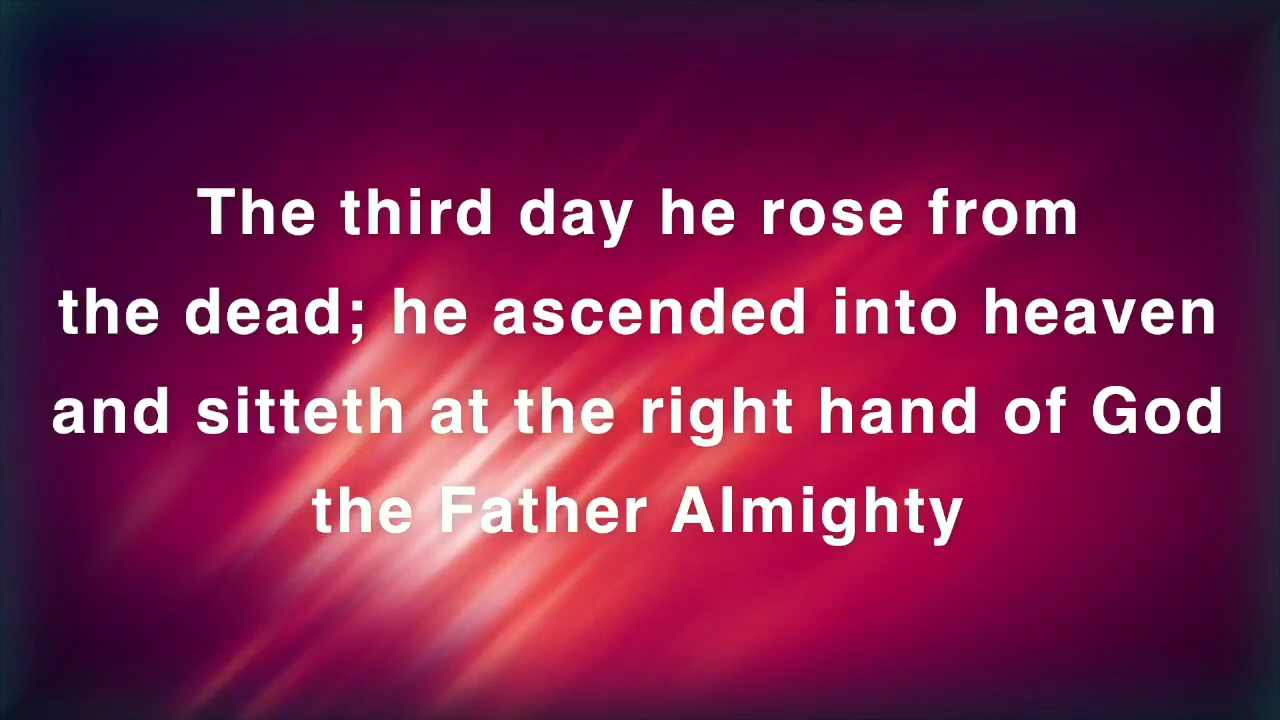 The third day he rose from
the dead; he ascended into heaven
and sitteth at the right hand of God
the Father Almighty